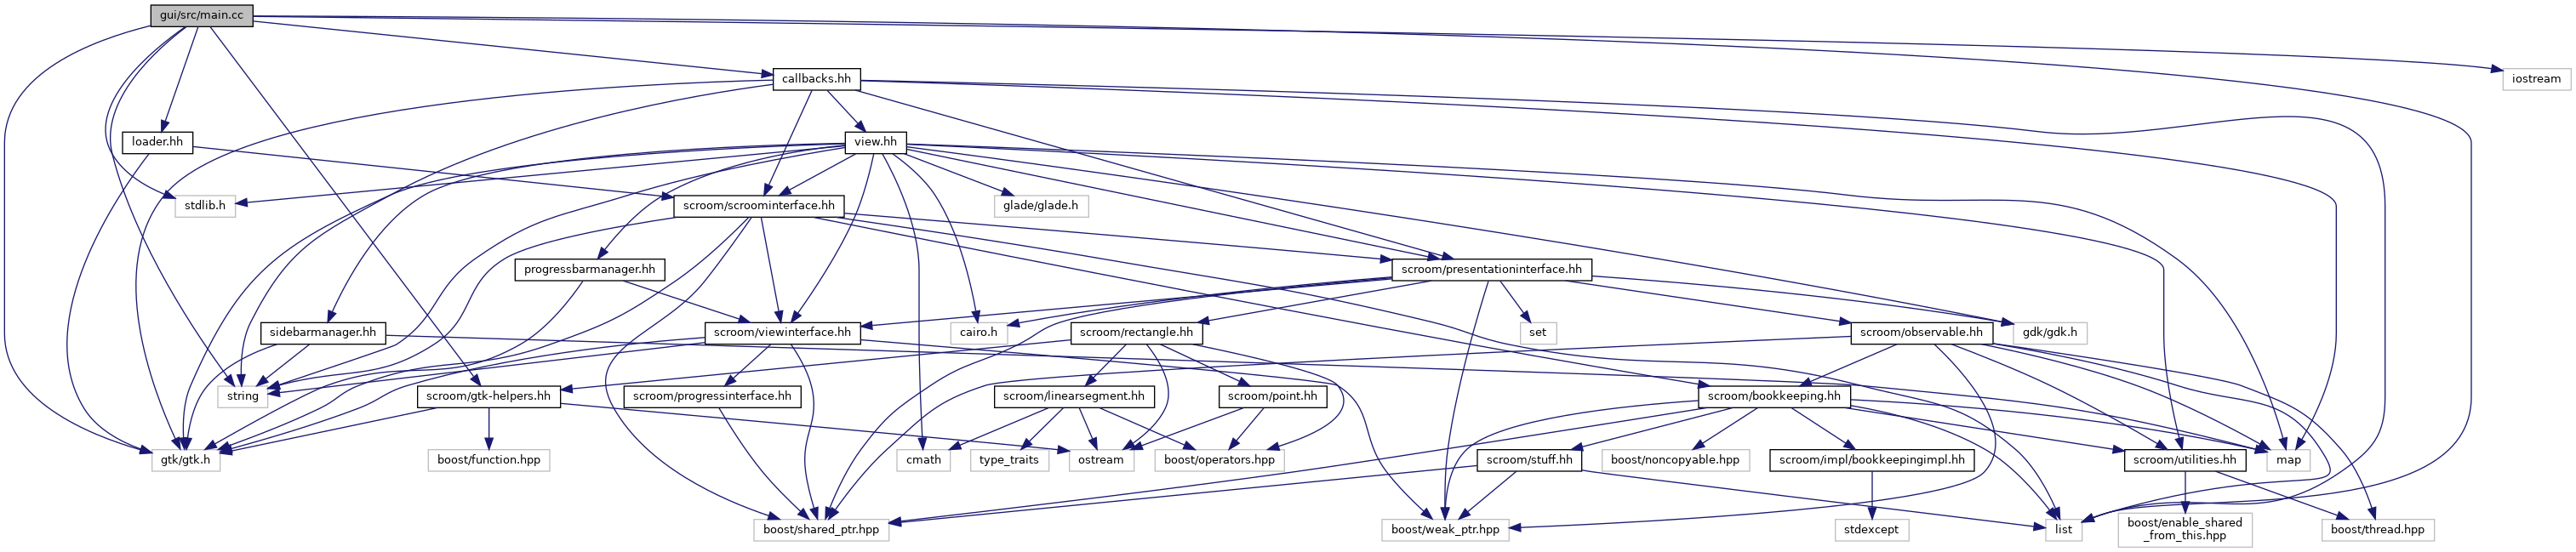 gui/src/main.cc
callbacks.hh
iostream
loader.hh
view.hh
stdlib.h
scroom/scroominterface.hh
glade/glade.h
progressbarmanager.hh
scroom/presentationinterface.hh
sidebarmanager.hh
scroom/viewinterface.hh
cairo.h
scroom/rectangle.hh
set
scroom/observable.hh
gdk/gdk.h
string
scroom/gtk-helpers.hh
scroom/progressinterface.hh
scroom/linearsegment.hh
scroom/point.hh
scroom/bookkeeping.hh
gtk/gtk.h
boost/function.hpp
cmath
type_traits
ostream
boost/operators.hpp
scroom/stuff.hh
boost/noncopyable.hpp
scroom/impl/bookkeepingimpl.hh
scroom/utilities.hh
map
boost/shared_ptr.hpp
boost/weak_ptr.hpp
stdexcept
list
boost/enable_shared
_from_this.hpp
boost/thread.hpp